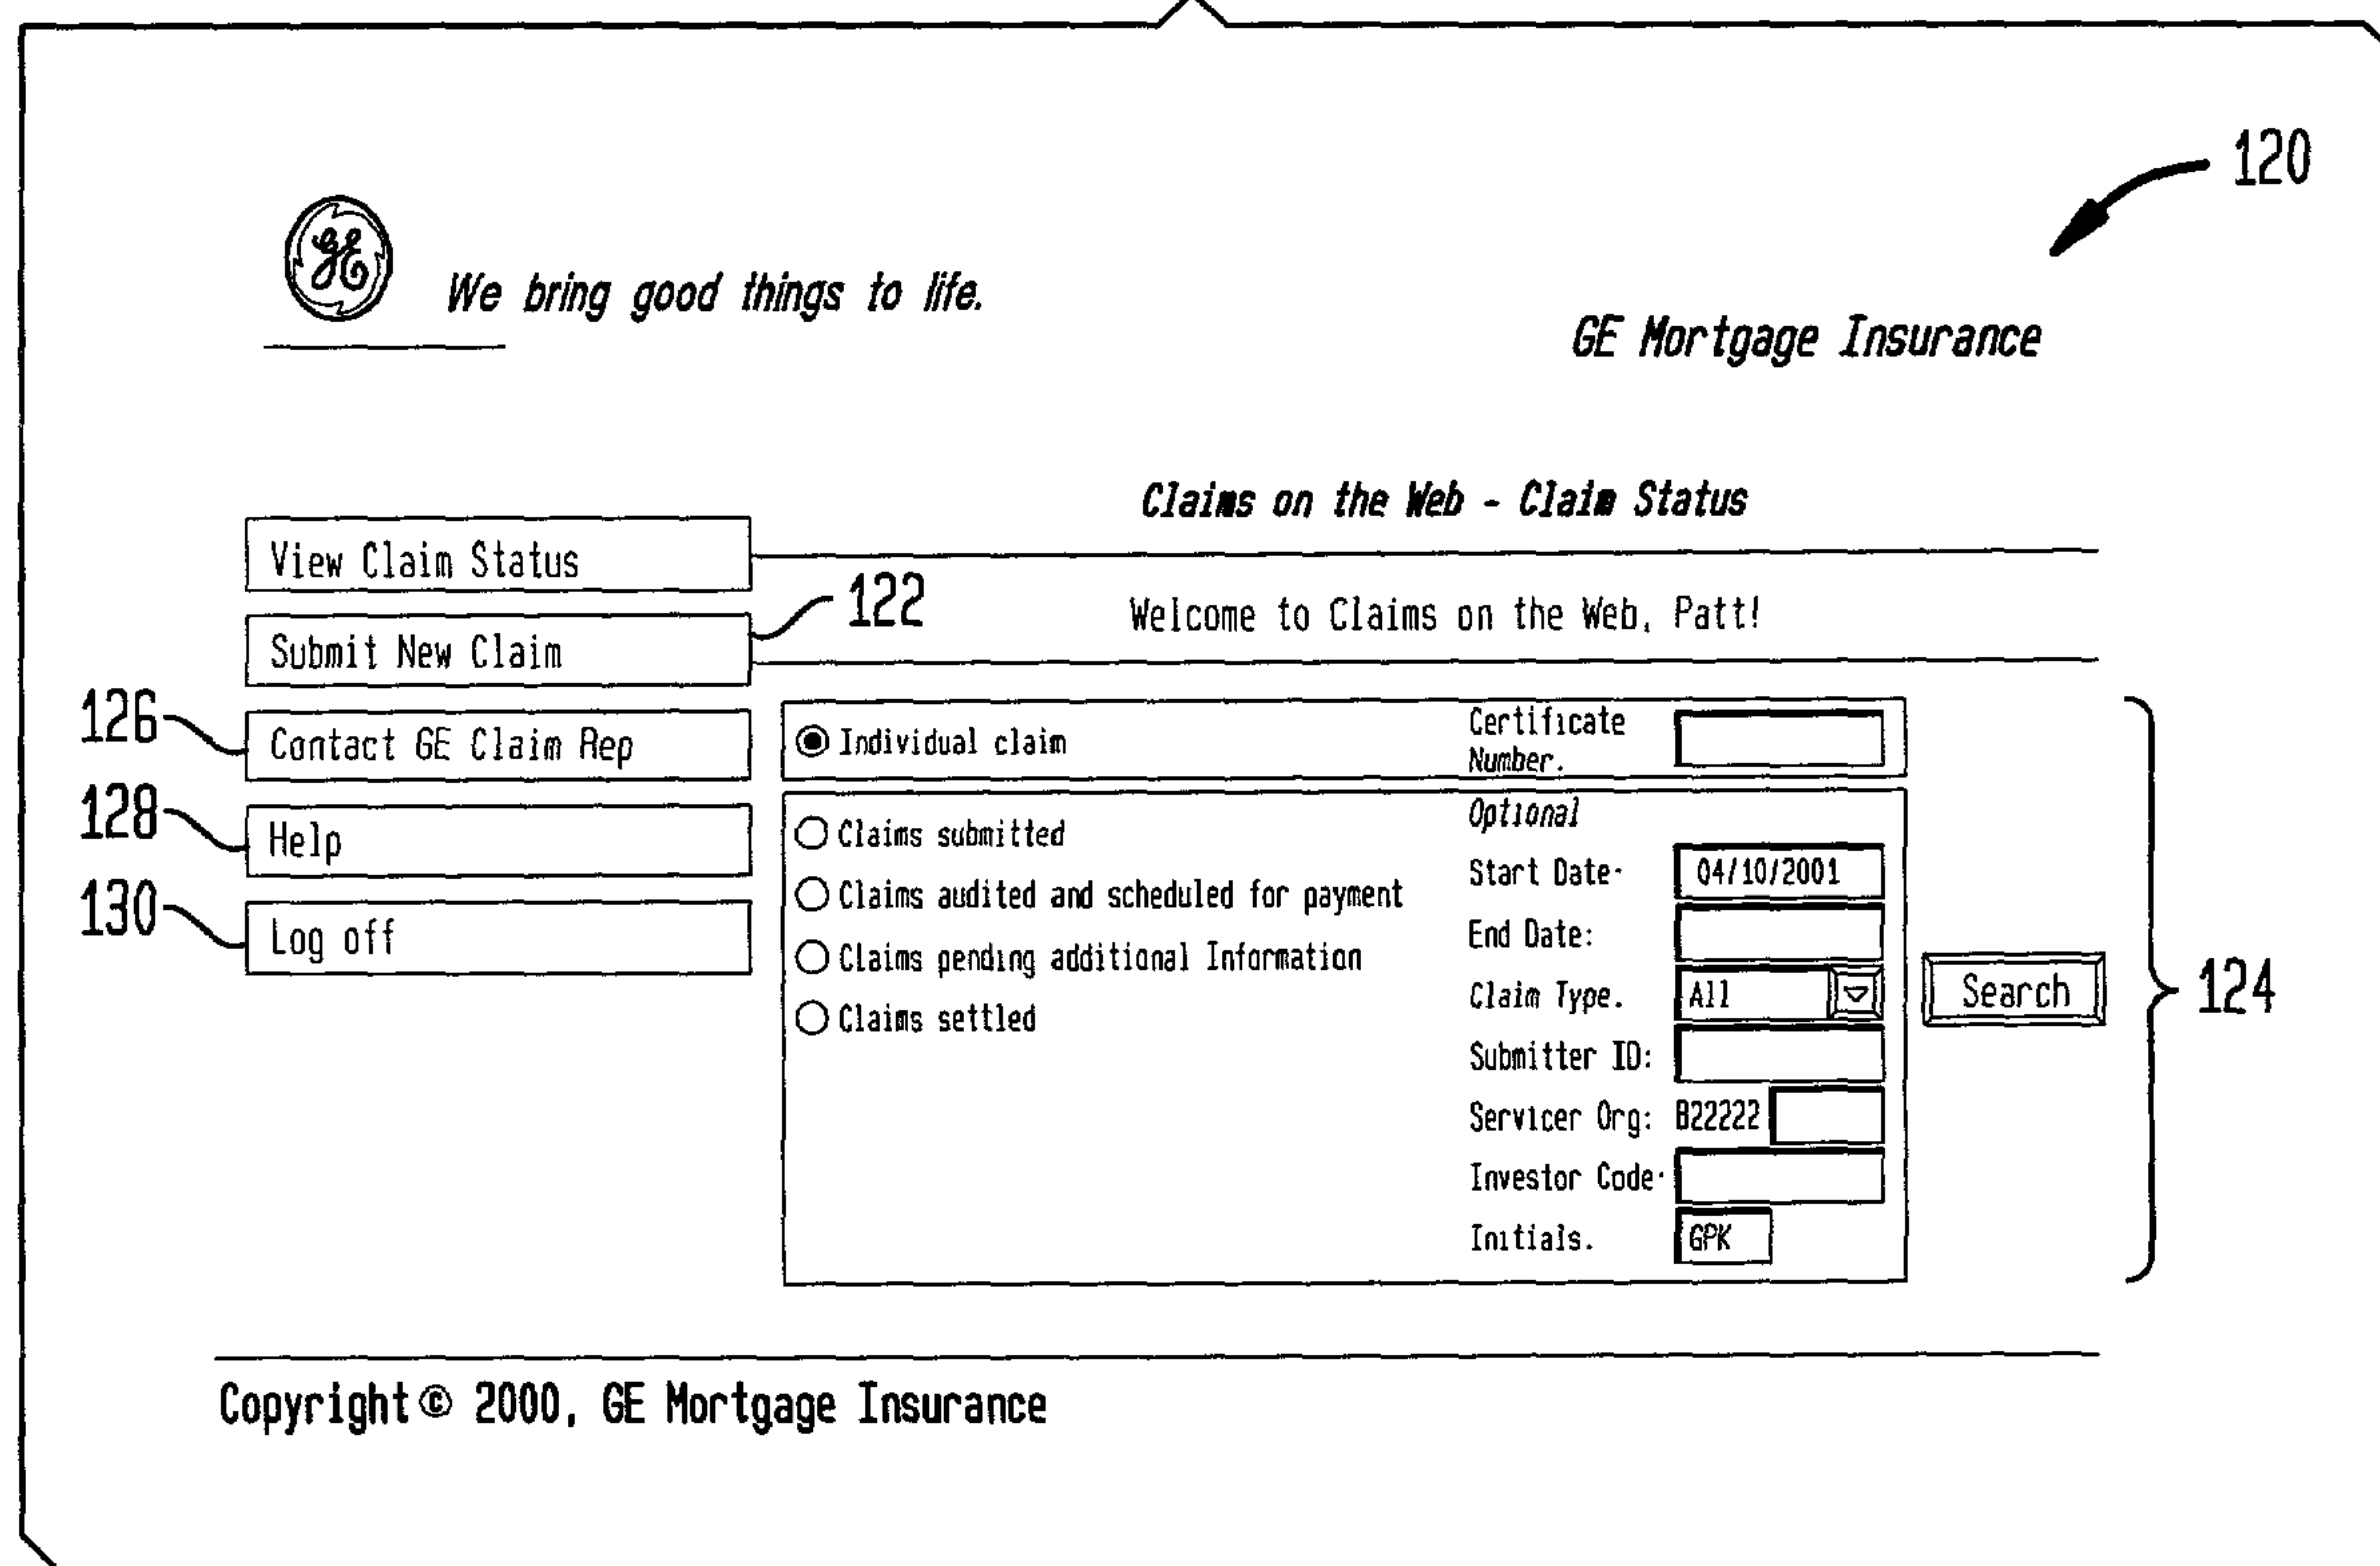 120
GE
We bring good things to life.
GE Mortgage Insurance
Claims on the Web - Claim Status
View Claim Status
122
Welcome to Claims on the Web, Patt!
Submit New Claim
126
Contact GE Claim Rep
128
Help
130
Log off
Individual claim
Certificate
Number.
Optional
Claims submitted
Claims audited and scheduled for payment
Claims pending additional Information
Claims settled
Start Date· 04/10/2001
End Date:
Claim Type. All
Submitter ID:
Servicer Org: B22222
Investor Code·
Initials. GPK
Search
124
Copyright © 2000, GE Mortgage Insurance